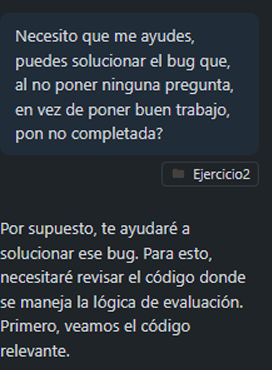 Necesito que me ayudes,
puedes solucionar el bug que,
al no poner ninguna pregunta,
en vez de poner buen trabajo,
pon no completada?
Ejercicio2
Por supuesto, te ayudaré a
solucionar ese bug. Para esto,
necesitaré revisar el código donde
se maneja la lógica de evaluación.
Primero, veamos el código
relevante.